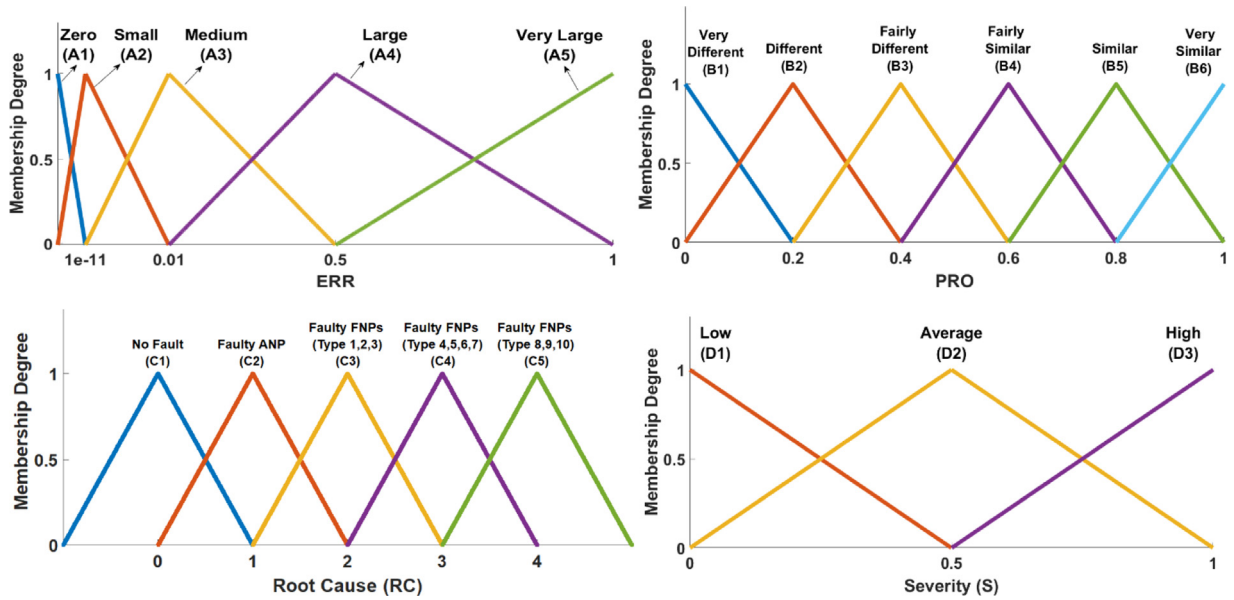 Zero
(A1)
Small
(A2)
Medium
(A3)
Large
(A4)
Very Large
(A5)
Membership Degree
1
0.5
0
1e-11
0.01
0.5
1
ERR
Very
Different
(B1)
Different
(B2)
Fairly
Different
(B3)
Fairly
Similar
(B4)
Similar
(B5)
Very
Similar
(B6)
Membership Degree
1
0.5
0
0
0.2
0.4
0.6
0.8
1
PRO
No Fault
(C1)
Faulty ANP
(C2)
Faulty FNPs
(Type 1,2,3)
(C3)
Faulty FNPs
(Type 4,5,6,7)
(C4)
Faulty FNPs
(Type 8,9,10)
(C5)
Membership Degree
1
0.5
0
0
1
2
3
4
Root Cause (RC)
Low
(D1)
Average
(D2)
High
(D3)
Membership Degree
1
0.5
0
0
0.5
1
Severity (S)